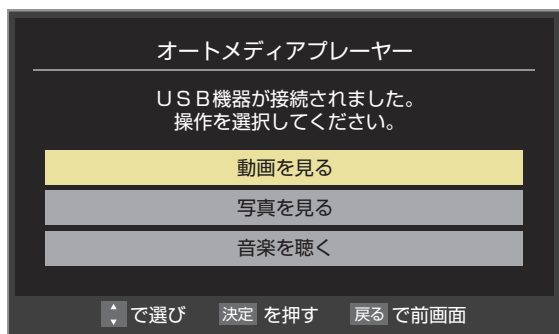 オートメディアプレーヤー
ＵＳＢ機器が接続されました。
操作を選択してください。
動画を見る
写真を見る
音楽を聴く
で選び 決定 を押す 戻る で前画面